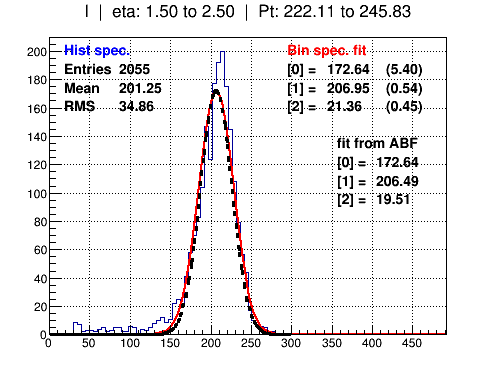 I | eta: 1.50 to 2.50 | Pt: 222.11 to 245.83
Hist spec.
Entries 2055
Mean 201.25
RMS 34.86
Bin spec. fit
[0] = 172.64 (5.40)
[1] = 206.95 (0.54)
[2] = 21.36 (0.45)
fit from ABF
[0] = 172.64
[1] = 206.49
[2] = 19.51
200
180
160
140
120
100
80
60
40
20
0
0 50 100 150 200 250 300 350 400 450